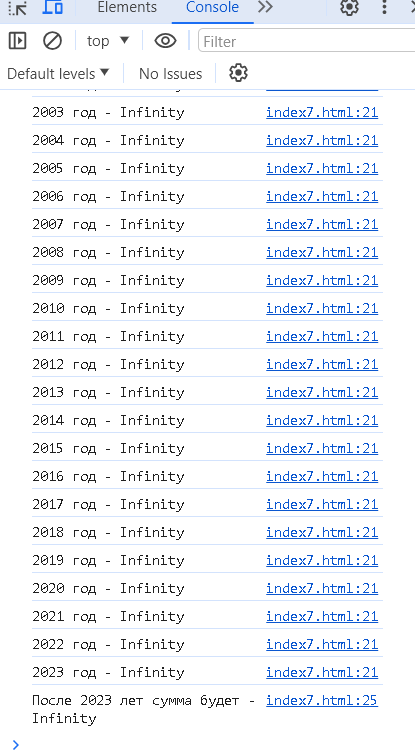 Elements Console
top Filter
Default levels No Issues
index7.html:21
2003 год - Infinity index7.html:21
2004 год - Infinity index7.html:21
2005 год - Infinity index7.html:21
2006 год - Infinity index7.html:21
2007 год - Infinity index7.html:21
2008 год - Infinity index7.html:21
2009 год - Infinity index7.html:21
2010 год - Infinity index7.html:21
2011 год - Infinity index7.html:21
2012 год - Infinity index7.html:21
2013 год - Infinity index7.html:21
2014 год - Infinity index7.html:21
2015 год - Infinity index7.html:21
2016 год - Infinity index7.html:21
2017 год - Infinity index7.html:21
2018 год - Infinity index7.html:21
2019 год - Infinity index7.html:21
2020 год - Infinity index7.html:21
2021 год - Infinity index7.html:21
2022 год - Infinity index7.html:21
2023 год - Infinity index7.html:21
После 2023 лет сумма будет - index7.html:25
Infinity